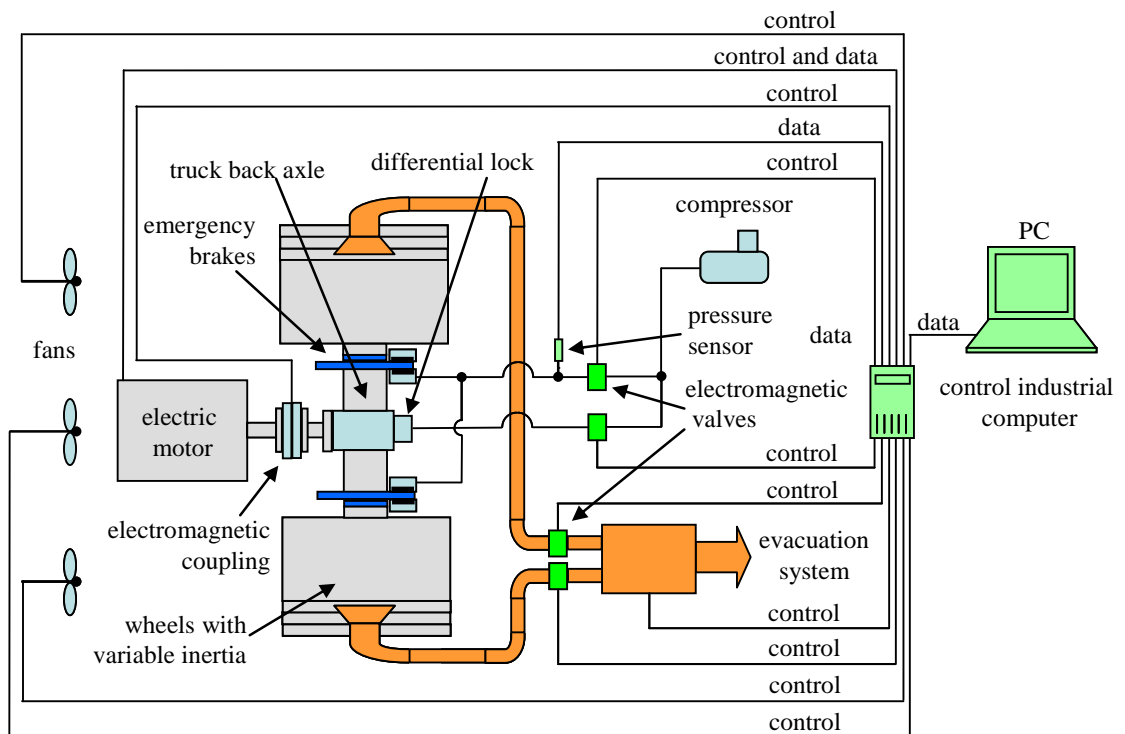 control
control and data
control
data
control
truck back axle
differential lock
compressor
emergency
brakes
PC
fans
pressure
sensor
data
data
electromagnetic
valves
control industrial
computer
electric
motor
control
control
electromagnetic
coupling
evacuation
system
wheels with
variable inertia
control
control
control
control